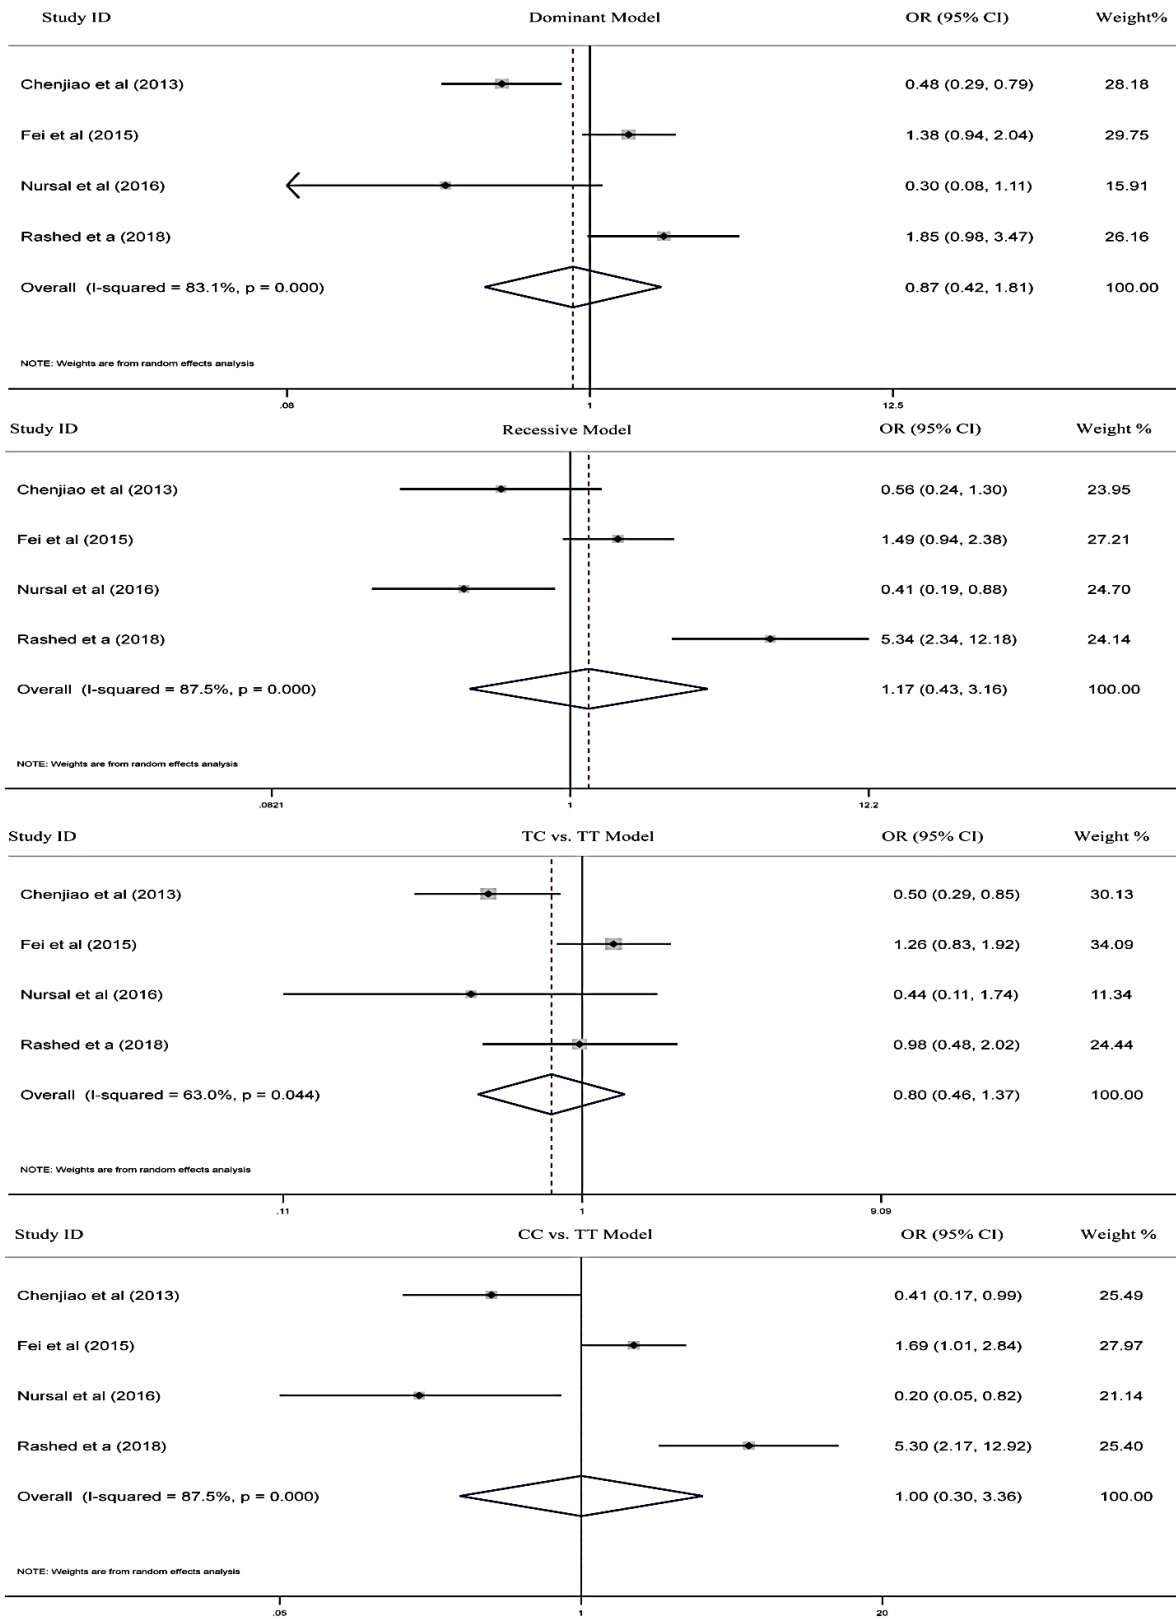 Study ID Dominant Model OR (95% CI) Weight%
Chenjiao et al (2013) 0.48 (0.29, 0.79) 28.18
Fei et al (2015) 1.38 (0.94, 2.04) 29.75
Nursal et al (2016) 0.30 (0.08, 1.11) 15.91
Rashed et a (2018) 1.85 (0.98, 3.47) 26.16
Overall (I-squared = 83.1%, p = 0.000) 0.87 (0.42, 1.81) 100.00
NOTE: Weights are from random effects analysis
.08 1 12.5
Study ID Recessive Model OR (95% CI) Weight %
Chenjiao et al (2013) 0.56 (0.24, 1.30) 23.95
Fei et al (2015) 1.49 (0.94, 2.38) 27.21
Nursal et al (2016) 0.41 (0.19, 0.88) 24.70
Rashed et a (2018) 5.34 (2.34, 12.18) 24.14
Overall (I-squared = 87.5%, p = 0.000) 1.17 (0.43, 3.16) 100.00
NOTE: Weights are from random effects analysis
.0821 1 12.2
Study ID TC vs. TT Model OR (95% CI) Weight %
Chenjiao et al (2013) 0.50 (0.29, 0.85) 30.13
Fei et al (2015) 1.26 (0.83, 1.92) 34.09
Nursal et al (2016) 0.44 (0.11, 1.74) 11.34
Rashed et a (2018) 0.98 (0.48, 2.02) 24.44
Overall (I-squared = 63.0%, p = 0.044) 0.80 (0.46, 1.37) 100.00
NOTE: Weights are from random effects analysis
.11 1 9.09
Study ID CC vs. TT Model OR (95% CI) Weight %
Chenjiao et al (2013) 0.41 (0.17, 0.99) 25.49
Fei et al (2015) 1.69 (1.01, 2.84) 27.97
Nursal et al (2016) 0.20 (0.05, 0.82) 21.14
Rashed et a (2018) 5.30 (2.17, 12.92) 25.40
Overall (I-squared = 87.5%, p = 0.000) 1.00 (0.30, 3.36) 100.00
NOTE: Weights are from random effects analysis
.05 1 20